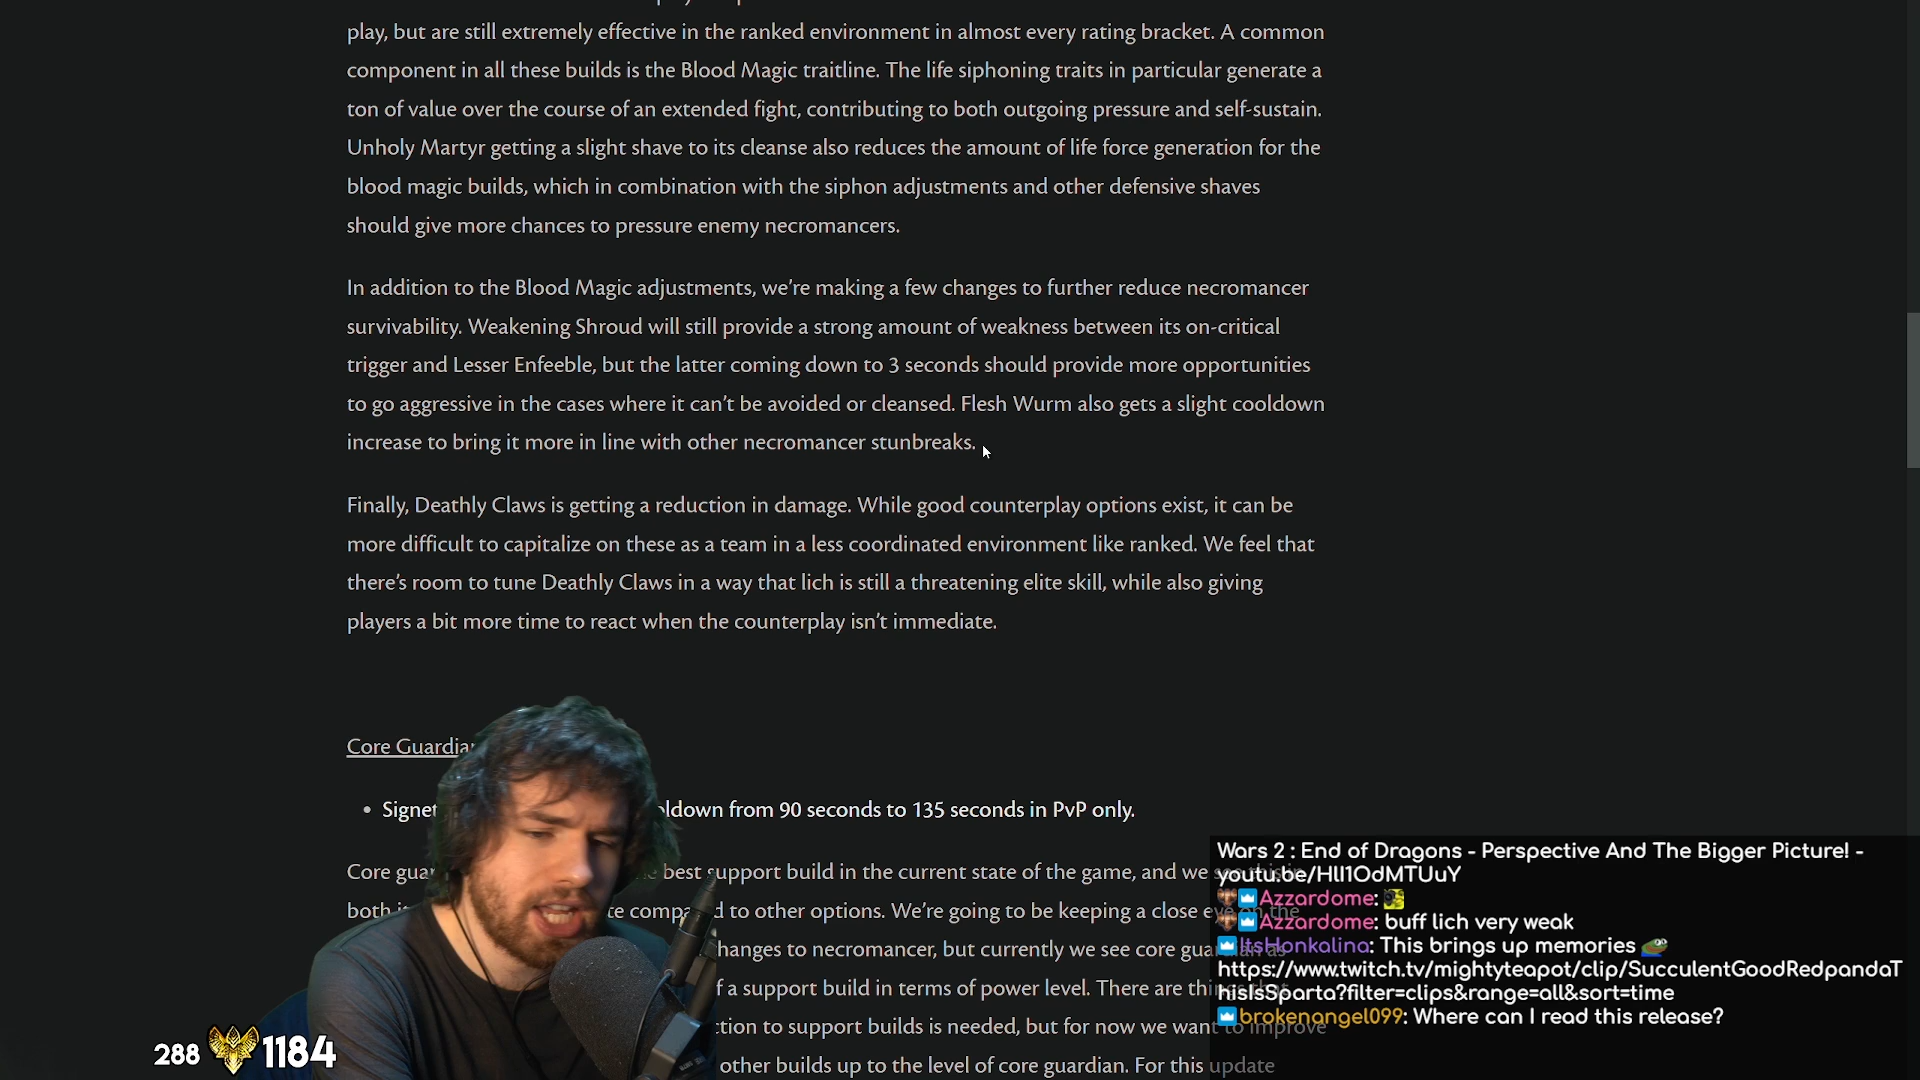 play, but are still extremely effective in the ranked environment in almost every rating bracket. A common
component in all these builds is the Blood Magic traitline. The life siphoning traits in particular generate a
ton of value over the course of an extended fight, contributing to both outgoing pressure and self-sustain.
Unholy Martyr getting a slight shave to its cleanse also reduces the amount of life force generation for the
blood magic builds, which in combination with the siphon adjustments and other defensive shaves
should give more chances to pressure enemy necromancers.
In addition to the Blood Magic adjustments, we're making a few changes to further reduce necromancer
survivability. Weakening Shroud will still provide a strong amount of weakness between its on-critical
trigger and Lesser Enfeeble, but the latter coming down to 3 seconds should provide more opportunities
to go aggressive in the cases where it can't be avoided or cleansed. Flesh Wurm also gets a slight cooldown
increase to bring it more in line with other necromancer stunbreaks.
Finally, Deathly Claws is getting a reduction in damage. While good counterplay options exist, it can be
more difficult to capitalize on these as a team in a less coordinated environment like ranked. We feel that
there's room to tune Deathly Claws in a way that lich is still a threatening elite skill, while also giving
players a bit more time to react when the counterplay isn't immediate.
Core
• Signet from 90 seconds to 135 seconds in PvP only.
Core best support build in the current state of the game, and we
both to other options. We're going to be keeping a close
changes to necromancer, but currently we see core
f a support build in terms of power level. There are
to support builds is needed, but for now we want to improve
other builds up to the level of core guardian. For this update
Wars 2 : End of Dragons - Perspective And The Bigger Picture! -
youtu.be/HlI1OdMTUuY
Azzardome:
Azzardome: buff lich very weak
ItsHonkalina: This brings up memories
https://www.twitch.tv/mightyteapot/clip/SucculentGoodRedpandaT
hisIsSparta?filter=clips&range=all&sort=time
brokenangel099: Where can I read this release?
288 1184